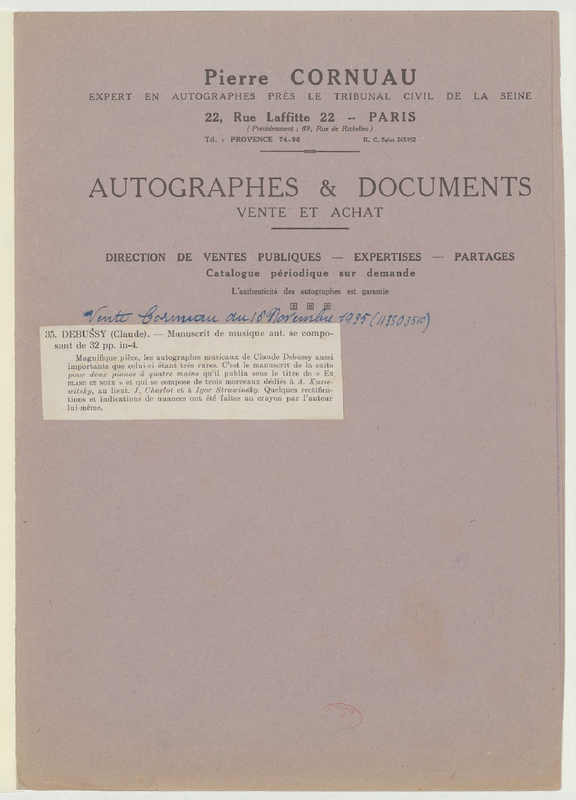 Pierre CORNUAU
EXPERT EN AUTOGRAPHES PRÈS LE TRIBUNAL CIVIL DE LA SEINE
22, Rue Laffitte 22 — PARIS
(Précédemment : 89, Rue de Richelieu)
Tél. : PROVENCE 74-96 R. C. Seine 265.952
AUTOGRAPHES & DOCUMENTS
VENTE ET ACHAT
DIRECTION DE VENTES PUBLIQUES — EXPERTISES — PARTAGES
Catalogue périodique sur demande
L'authenticité des autographes est garantie
Vente Cornuau du 16 Novembre 1935
35. DEBUSSY (Claude). — Manuscrit de musique aut. se compo-
sant de 32 pp. in-4.
Magnifique pièce, les autographes musicaux de Claude Debussy aussi
importante que celui-ci étant très rares. C'est le manuscrit de la suite
pour deux pianos à quatre mains qu'il publia sous le titre de « EN
BLANC ET NOIR » et qui se compose de trois morceaux dédiés à A. Kusse-
witsky, au lieut. J. Charlot et à Igor Strawinsky. Quelques rectifica-
tions et indications de nuances ont été faites au crayon par l'auteur
lui-même.